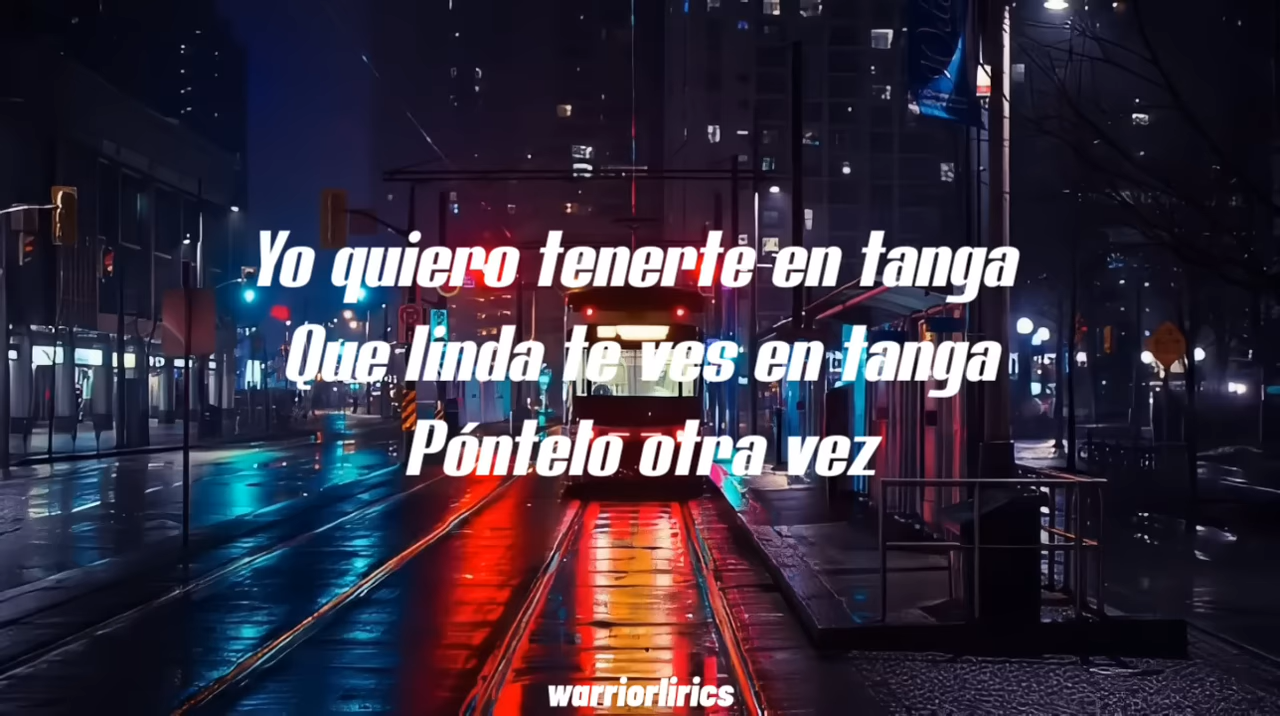 Yo quiero tenerte en tanga
Que linda te ves en tanga
Póntelo otra vez
warriorlirics